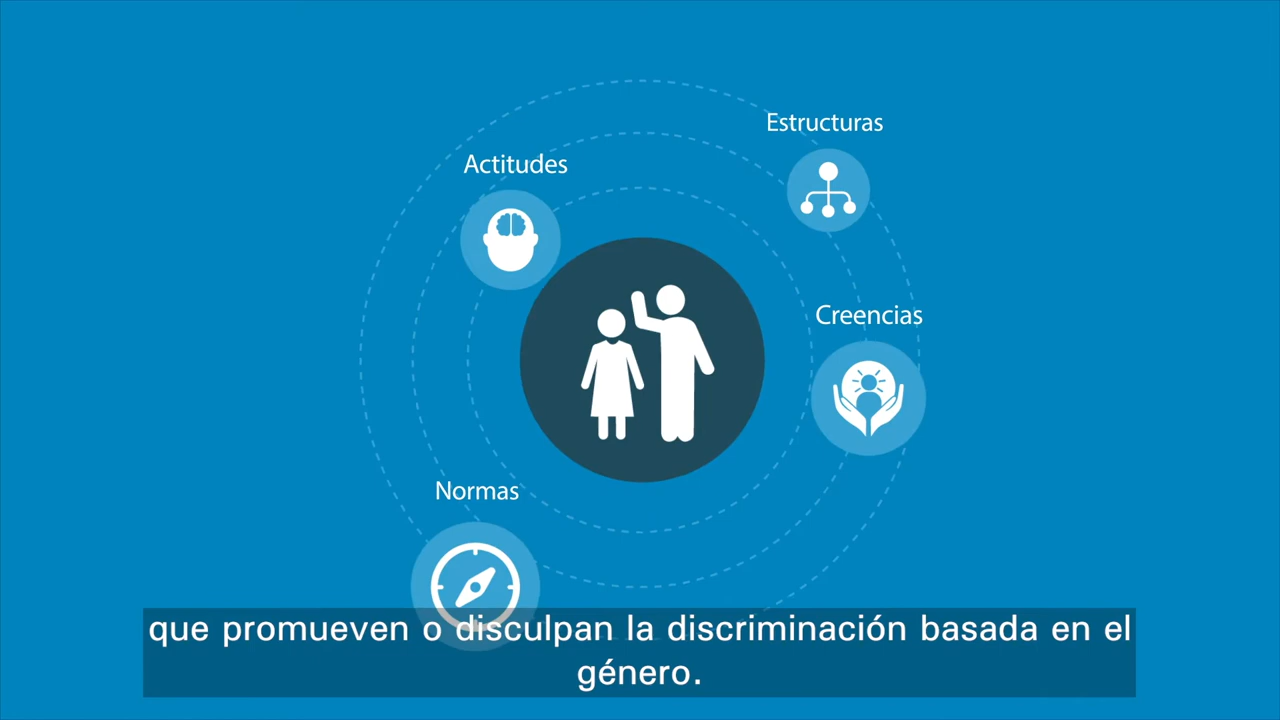 Estructuras
Actitudes
Creencias
Normas
que promueven o disculpan la discriminación basada en el
género.